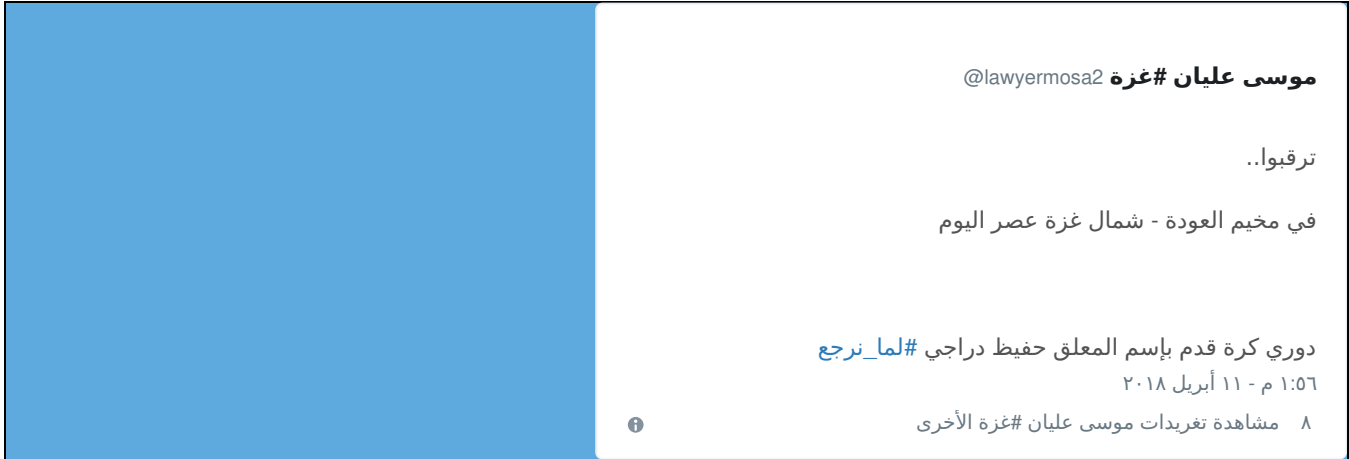 موسى عليان #غزة @lawyermosa2
ترقبوا..
في مخيم العودة - شمال غزة عصر اليوم
دوري كرة قدم بإسم المعلق حفيظ دراجي #لما_نرجع
١:٥٦ م - ١١ أبريل ٢٠١٨
٨ مشاهدة تغريدات موسى عليان #غزة الأخرى